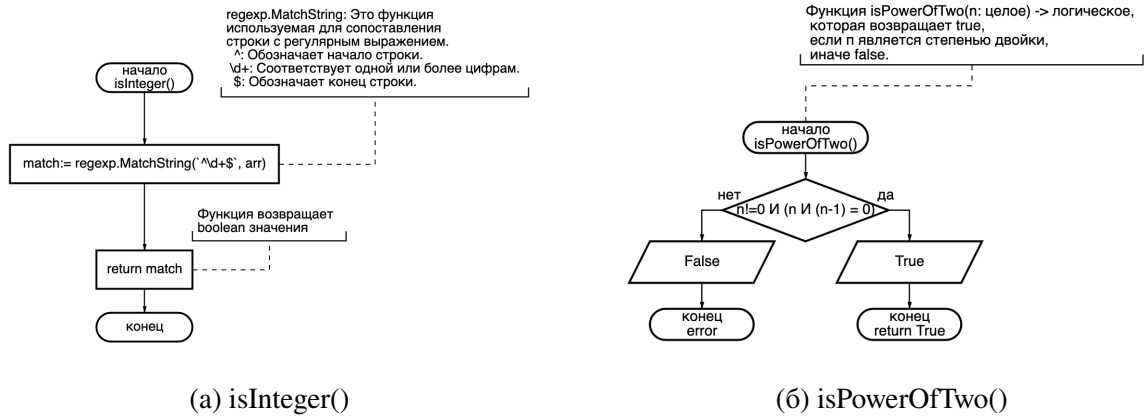 regexp.MatchString: Это функция
используемая для сопоставления
строки с регулярным выражением.
^: Обозначает начало строки.
\d+: Соответствует одной или более цифрам.
$: Обозначает конец строки.
начало
isInteger()
match:= regexp.MatchString(`^\d+$`, arr)
Функция возвращает
boolean значения
return match
конец
(а) isInteger()
Функция isPowerOfTwo(n: целое) -> логическое,
которая возвращает true,
если n является степенью двойки,
иначе false.
начало
isPowerOfTwo()
нет
да
n!=0 И (n И (n-1) = 0)
False
True
конец
error
конец
return True
(б) isPowerOfTwo()